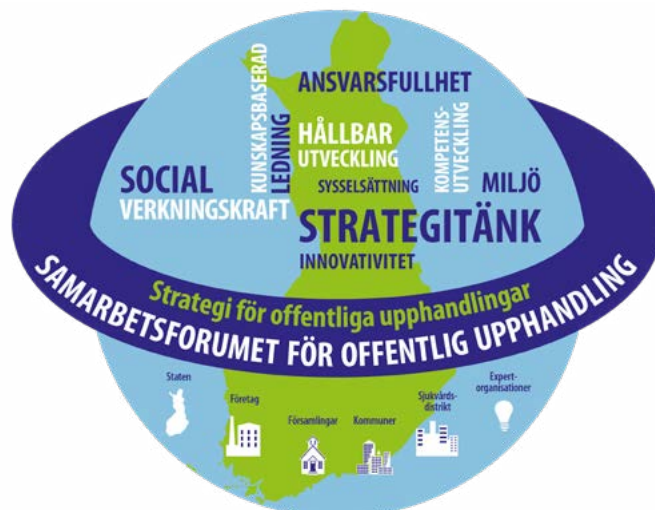 ANSVARSFULLHET
KUNSKAPSBASERAD
LEDNING
HÅLLBAR
UTVECKLING
KOMPETENS-
UTVECKLING
SOCIAL
VERKNINGSKRAFT
SYSSELSÄTTNING
MILJÖ
STRATEGITÄNK
INNOVATIVITET
Strategi för offentliga upphandlingar
SAMARBETSFORUMET FÖR OFFENTLIG UPPHANDLING
Staten
Företag
Församlingar
Kommuner
Sjukvårds-
distrikt
Expert-
organisationer